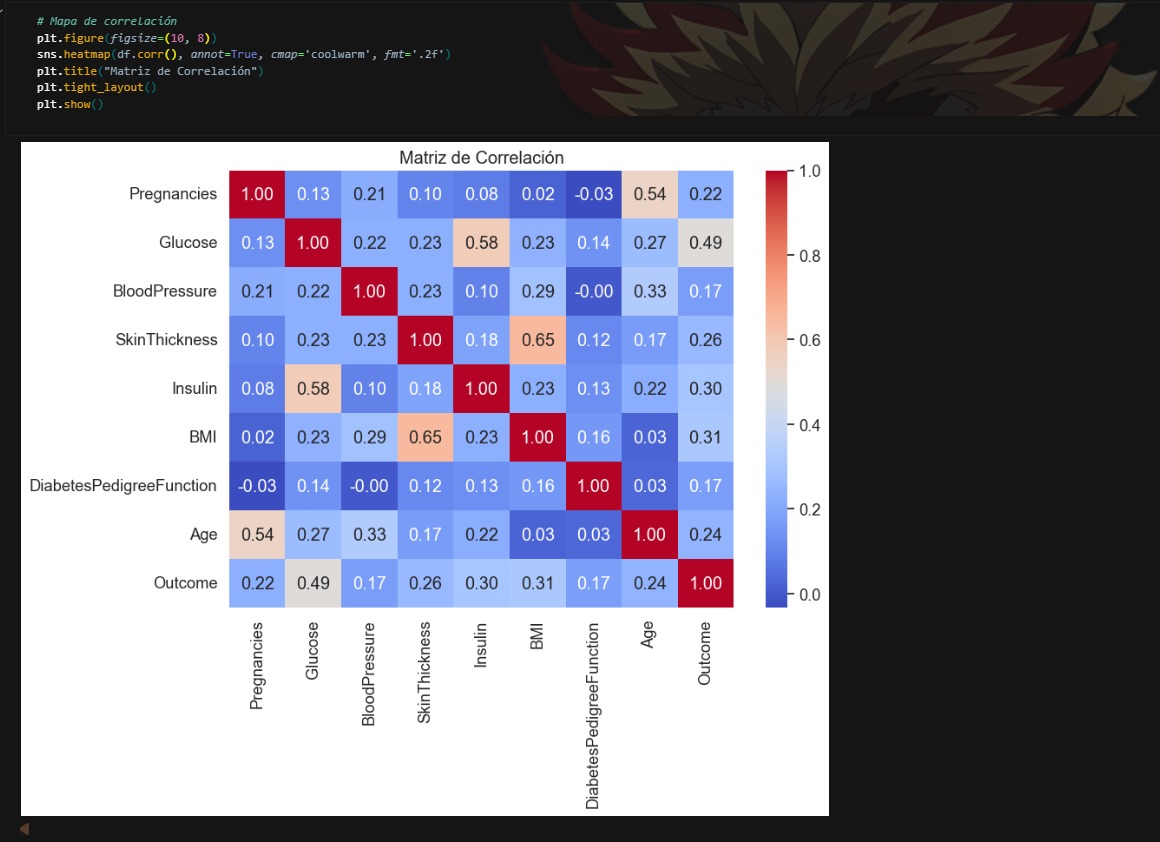 # Mapa de correlación
plt.figure(figsize=(10, 8))
sns.heatmap(df.corr(), annot=True, cmap='coolwarm', fmt='.2f')
plt.title("Matriz de Correlación")
plt.tight_layout()
plt.show()
Matriz de Correlación
Pregnancies 1.00 0.13 0.21 0.10 0.08 0.02 -0.03 0.54 0.22
Glucose 0.13 1.00 0.22 0.23 0.58 0.23 0.14 0.27 0.49
BloodPressure 0.21 0.22 1.00 0.23 0.10 0.29 -0.00 0.33 0.17
SkinThickness 0.10 0.23 0.23 1.00 0.18 0.65 0.12 0.17 0.26
Insulin 0.08 0.58 0.10 0.18 1.00 0.23 0.13 0.22 0.30
BMI 0.02 0.23 0.29 0.65 0.23 1.00 0.16 0.03 0.31
DiabetesPedigreeFunction -0.03 0.14 -0.00 0.12 0.13 0.16 1.00 0.03 0.17
Age 0.54 0.27 0.33 0.17 0.22 0.03 0.03 1.00 0.24
Outcome 0.22 0.49 0.17 0.26 0.30 0.31 0.17 0.24 1.00
Pregnancies
Glucose
BloodPressure
SkinThickness
Insulin
BMI
DiabetesPedigreeFunction
Age
Outcome
1.0
0.8
0.6
0.4
0.2
0.0